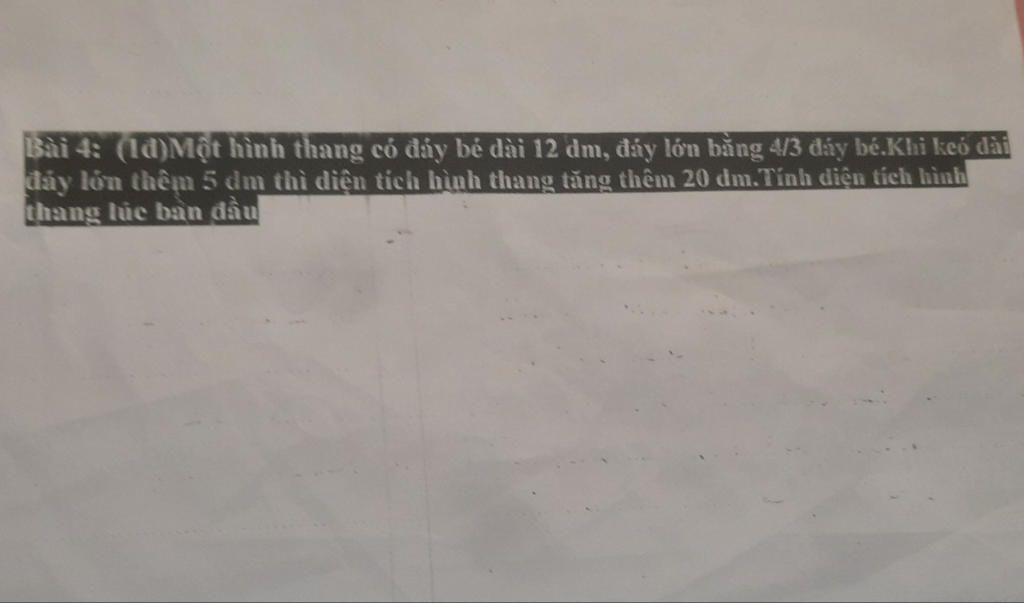 Bài 4: (1đ)Một hình thang có đáy bé dài 12 dm, đáy lớn bằng 4/3 đáy bé.Khi keó dài
đáy lớn thêm 5 dm thì diện tích hình thang tăng thêm 20 dm.Tính diện tích hình
thang lúc bàn đầu